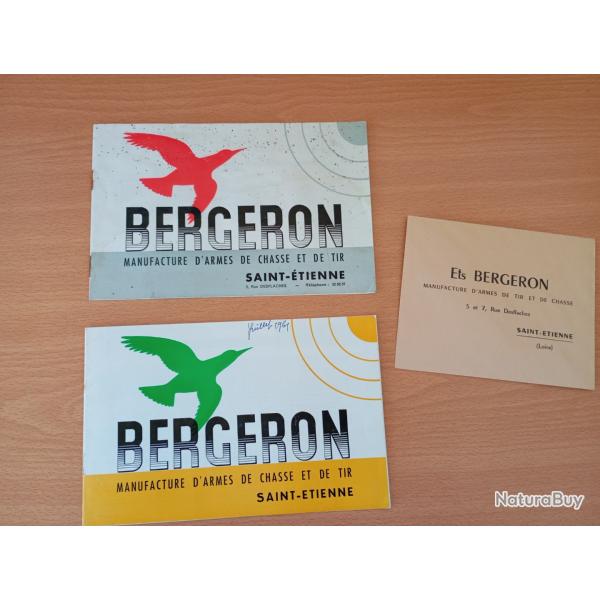 BERGERON
MANUFACTURE D'ARMES DE CHASSE ET DE TIR
SAINT-ÉTIENNE
5, Rue DESFLACHES — Téléphone :
Juillet 1961
BERGERON
MANUFACTURE D'ARMES DE CHASSE ET DE TIR
SAINT-ETIENNE
Ets BERGERON
MANUFACTURE D'ARMES DE TIR ET DE CHASSE
5 et 7, Rue Desflaches
SAINT-ETIENNE
(Loire)
NaturaBuy